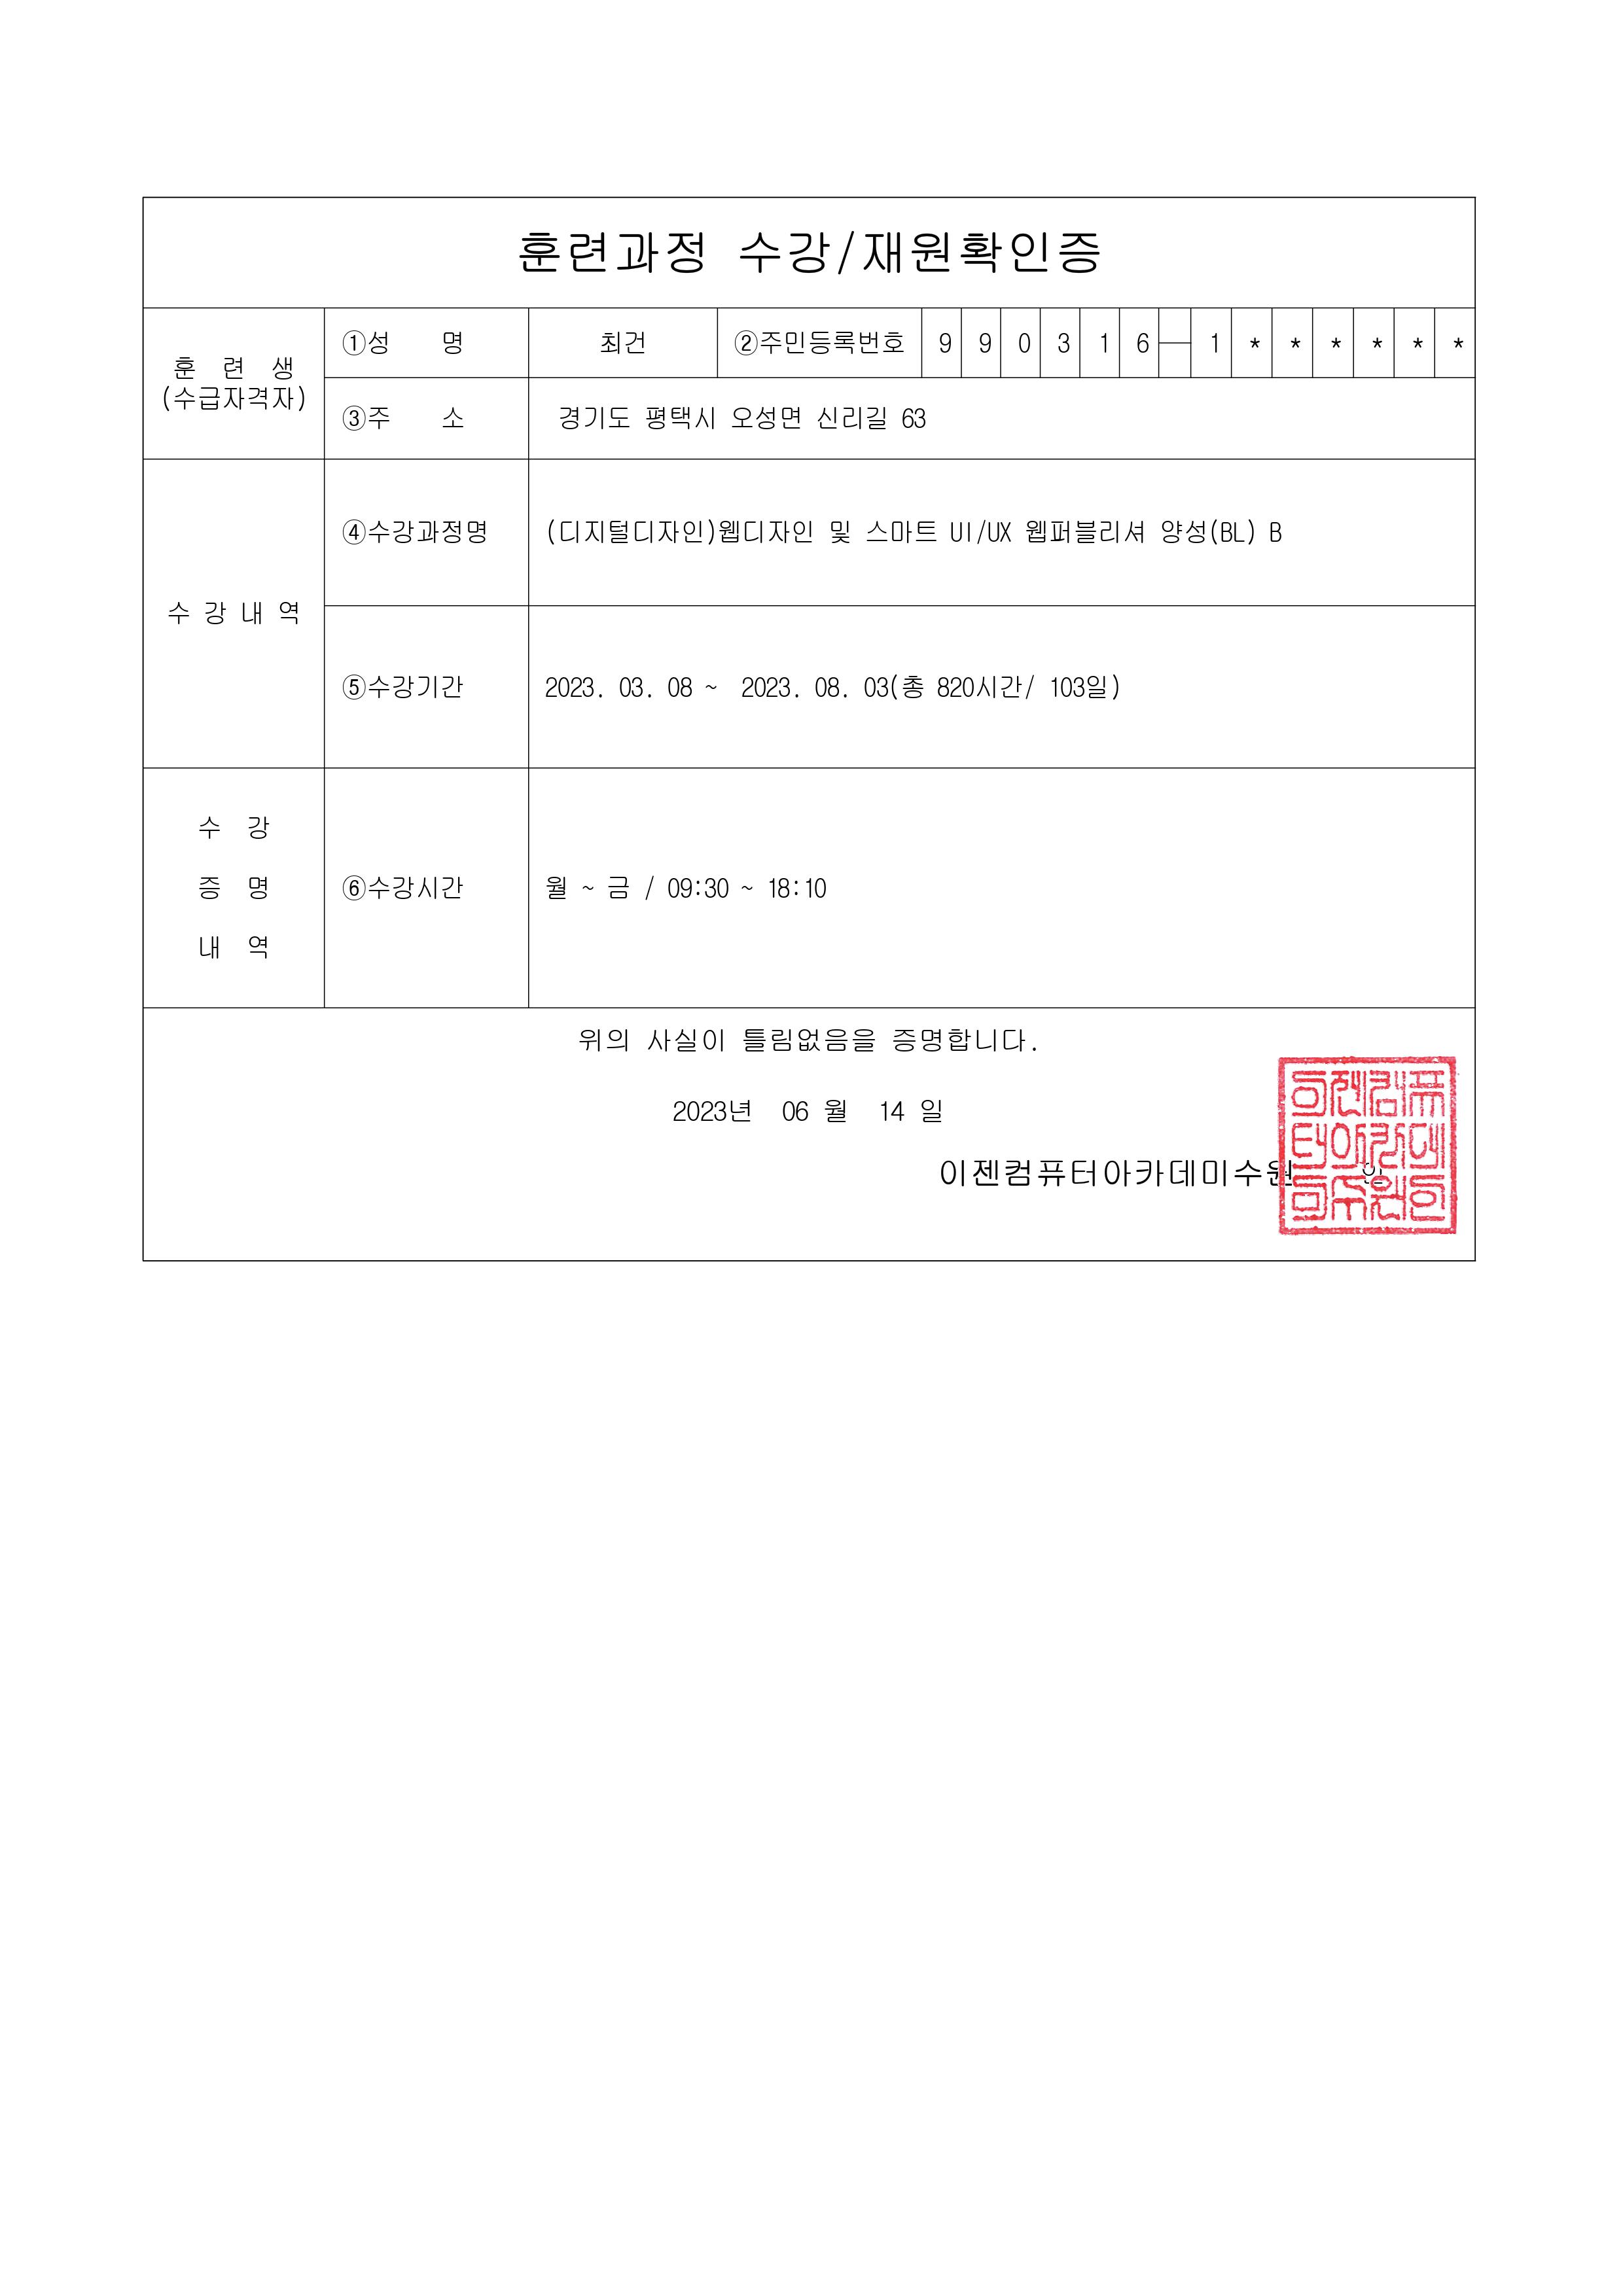 훈련과정 수강/재원확인증
훈 련 생
(수급자격자)
①성 명
최건
②주민등록번호
9 9 0 3 1 6 — 1 * * * * * *
③주 소
경기도 평택시 오성면 신리길 63
수 강 내 역
④수강과정명
(디지털디자인)웹디자인 및 스마트 UI/UX 웹퍼블리셔 양성(BL) B
⑤수강기간
2023. 03. 08 ~ 2023. 08. 03(총 820시간/ 103일)
수 강
증 명
내 역
⑥수강시간
월 ~ 금 / 09:30 ~ 18:10
위의 사실이 틀림없음을 증명합니다.
2023년 06 월 14 일
이젠컴퓨터아카데미수원 인